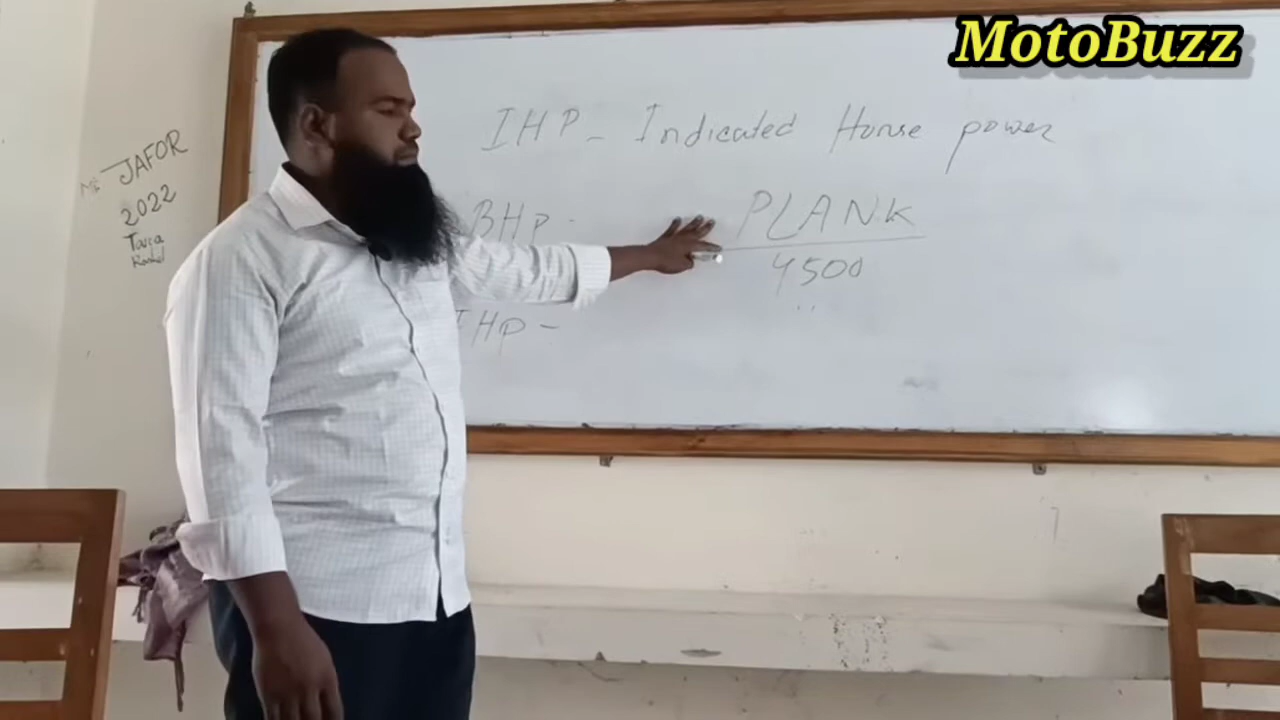 MotoBuzz
IHP - Indicated Horse power
BHP - PLANK
4500
IHP -
JAFOR
2022